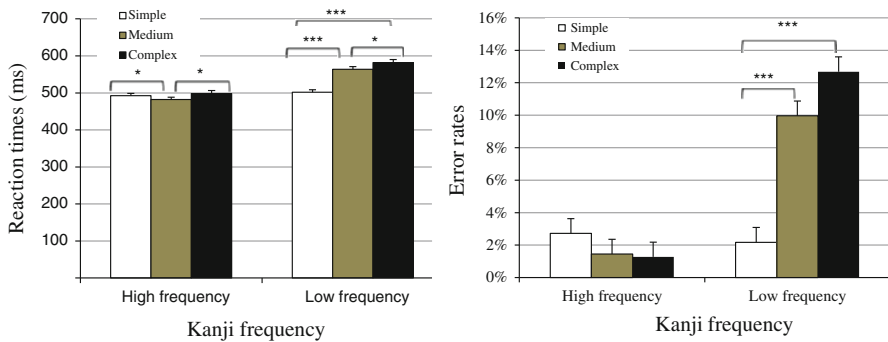 700
600
500
400
300
200
100
Reaction times (ms)
Simple
Medium
Complex
*
*
***
***
*
High frequency
Low frequency
Kanji frequency
16%
14%
12%
10%
8%
6%
4%
2%
0%
Error rates
Simple
Medium
Complex
***
***
High frequency
Low frequency
Kanji frequency